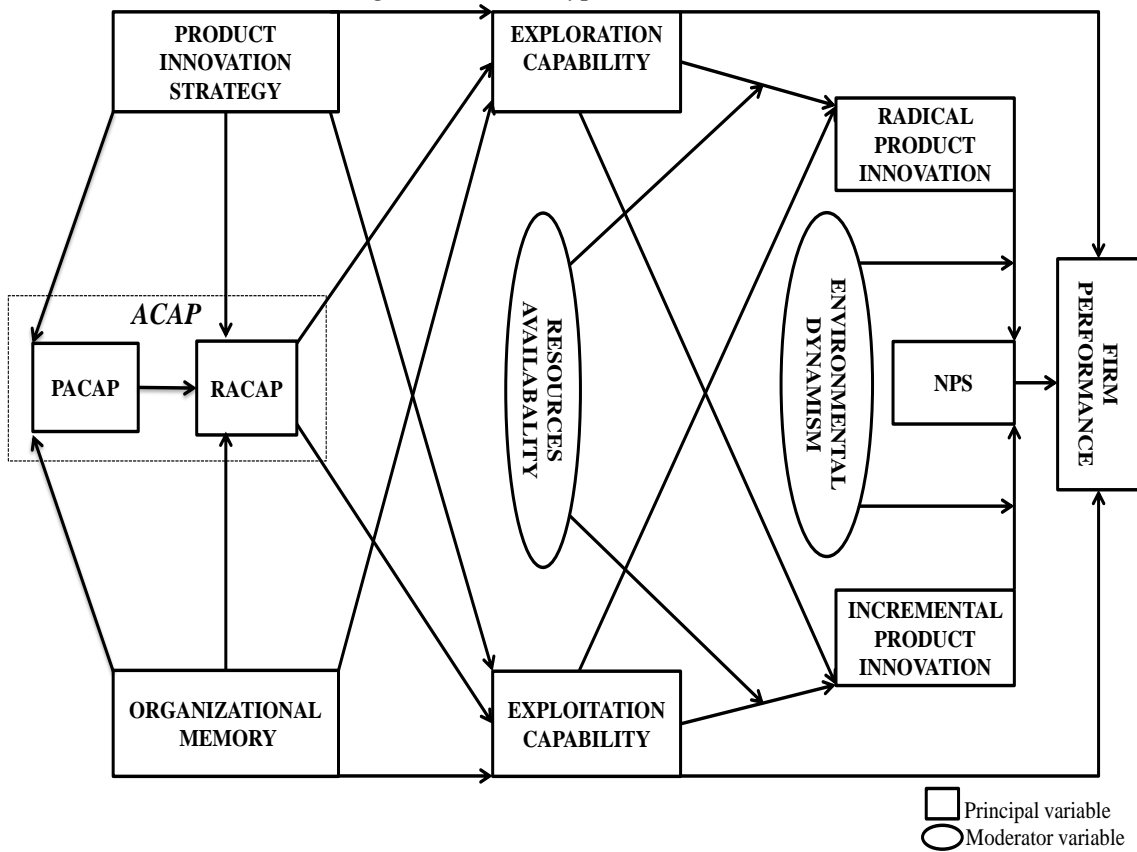 PRODUCT
INNOVATION
STRATEGY
EXPLORATION
CAPABILITY
RADICAL
PRODUCT
INNOVATION
ACAP
PACAP
RACAP
RESOURCES
AVAILABALITY
ENVIRONMENTAL
DYNAMISM
NPS
FIRM
PERFORMANCE
INCREMENTAL
PRODUCT
INNOVATION
ORGANIZATIONAL
MEMORY
EXPLOITATION
CAPABILITY
Principal variable
Moderator variable